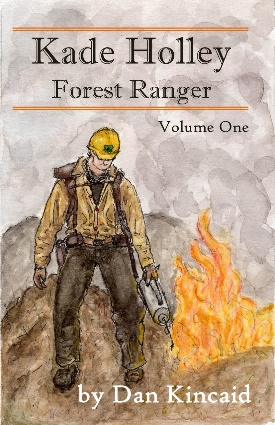 Kade Holley
Forest Ranger
Volume One
by Dan Kincaid